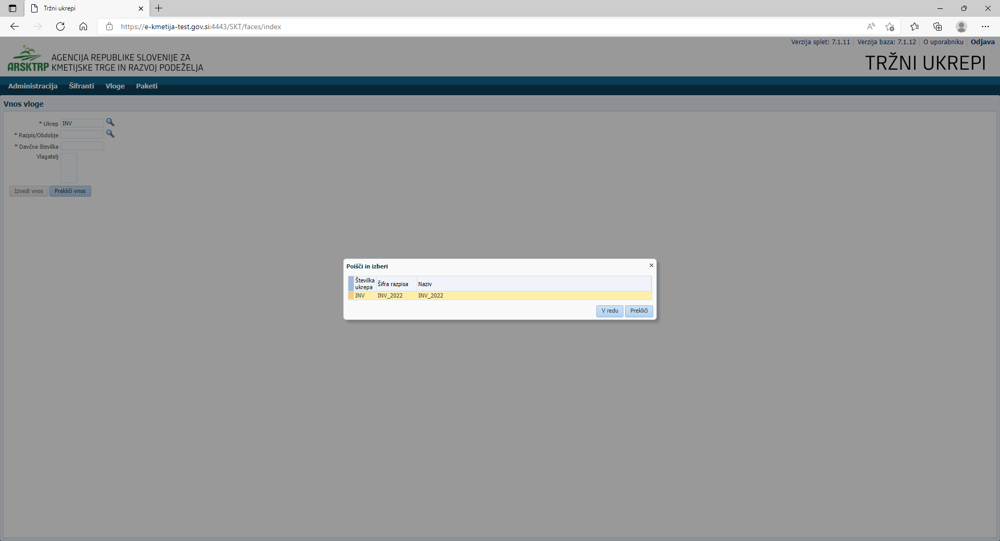 Tržni ukrepi
https://e-kmetija-test.gov.si:4443/SKT/faces/index
Verzija splet: 7.1.11 Verzija baza: 7.1.12 O uporabniku Odjava
ARSKTRP
AGENCIJA REPUBLIKE SLOVENIJE ZA
KMETIJSKE TRGE IN RAZVOJ PODEŽELJA
TRŽNI UKREPI
Administracija Šifranti Vloge Paketi
Vnos vloge
* Ukrep INV
* Razpis/Obdobje
* Davčna številka
Vlagatelj
Izvedi vnos Prekliči vnos
Poišči in izberi
Številka ukrepa Šifra razpisa Naziv
INV INV_2022 INV_2022
V redu Prekliči